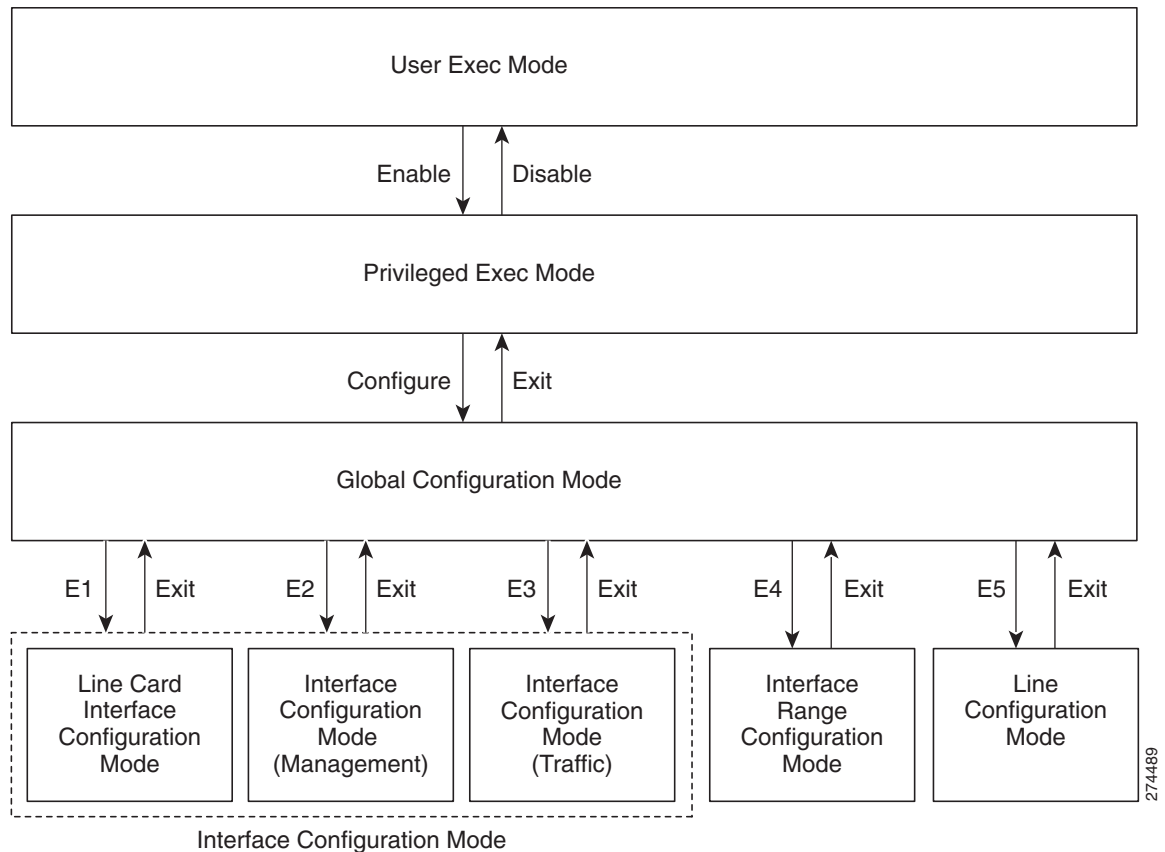 User Exec Mode
Enable
Disable
Privileged Exec Mode
Configure
Exit
Global Configuration Mode
E1
Exit
E2
Exit
E3
Exit
E4
Exit
E5
Exit
Line Card
Interface
Configuration
Mode
Interface
Configuration
Mode
(Management)
Interface
Configuration
Mode
(Traffic)
Interface
Range
Configuration
Mode
Line
Configuration
Mode
Interface Configuration Mode
274489